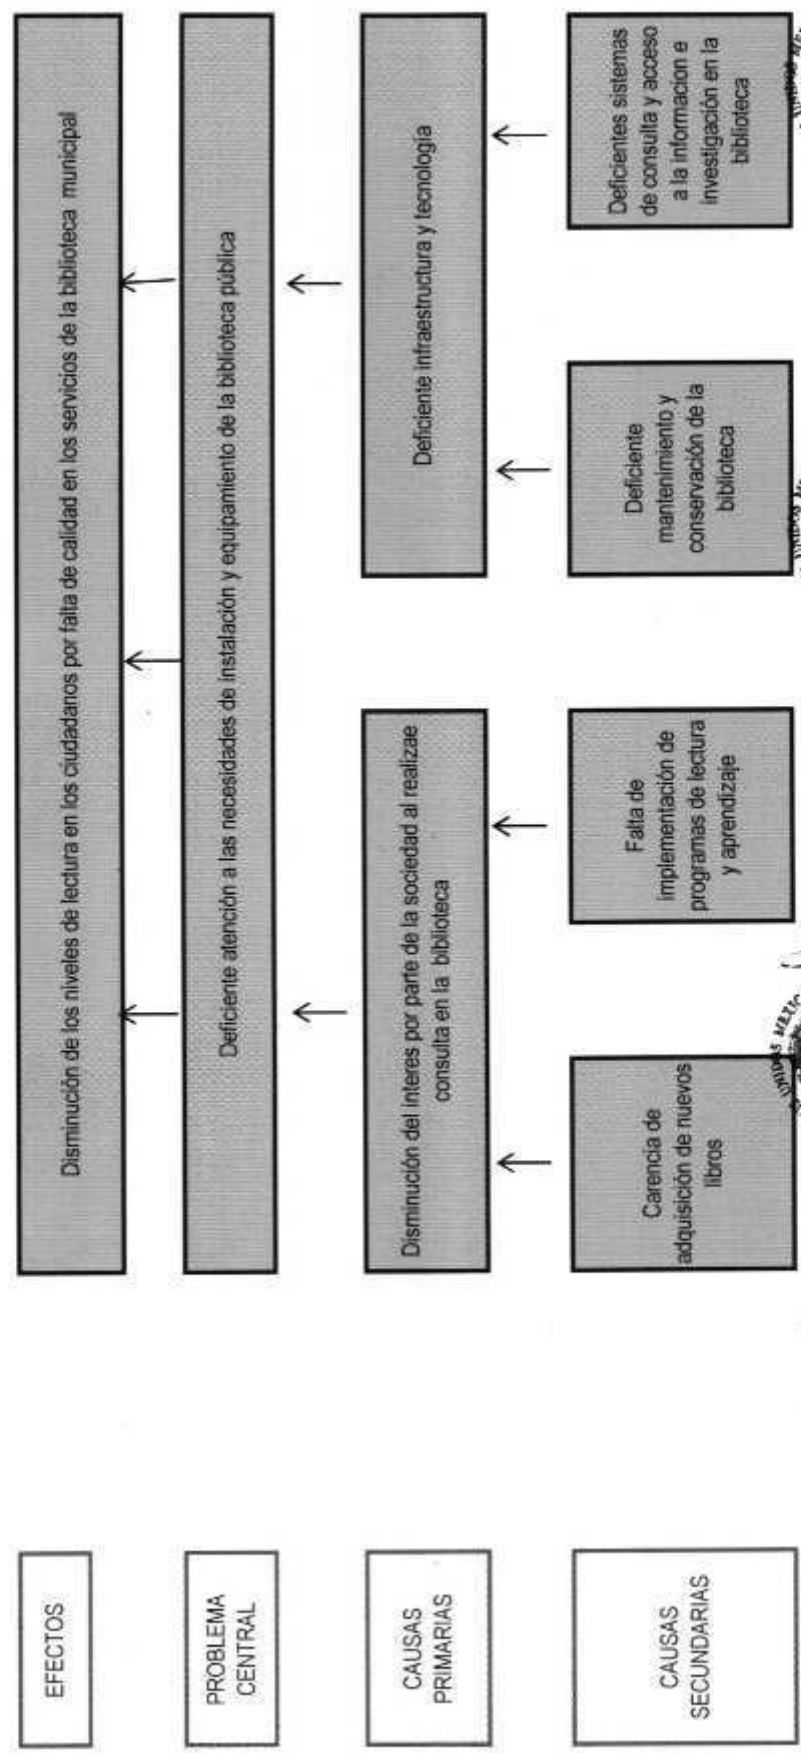 EFECTOS
Disminución de los niveles de lectura en los ciudadanos por falta de calidad en los servicios de la biblioteca municipal
PROBLEMA
CENTRAL
Deficiente atención a las necesidades de instalación y equipamiento de la biblioteca pública
CAUSAS
PRIMARIAS
Disminución del interes por parte de la sociedad al realizae
consulta en la biblioteca
Deficiente infraestructura y tecnología
CAUSAS
SECUNDARIAS
Carencia de
adquisición de nuevos
libros
Falta de
implementación de
programas de lectura
y aprendizaje
Deficiente
mantenimiento y
conservación de la
biblioteca
Deficientes sistemas
de consulta y acceso
a la informacion e
investigación en la
biblioteca
UNIDOS